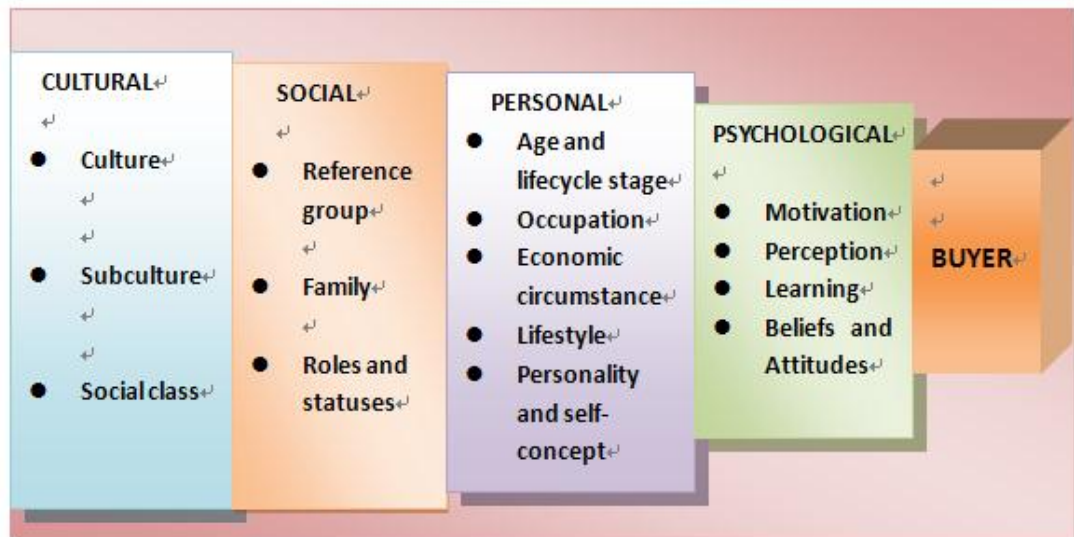 CULTURAL
Culture
Subculture
Social class
SOCIAL
Reference
group
Family
Roles and
statuses
PERSONAL
Age and
lifecycle stage
Occupation
Economic
circumstance
Lifestyle
Personality
and self-
concept
PSYCHOLOGICAL
Motivation
Perception
Learning
Beliefs and
Attitudes
BUYER